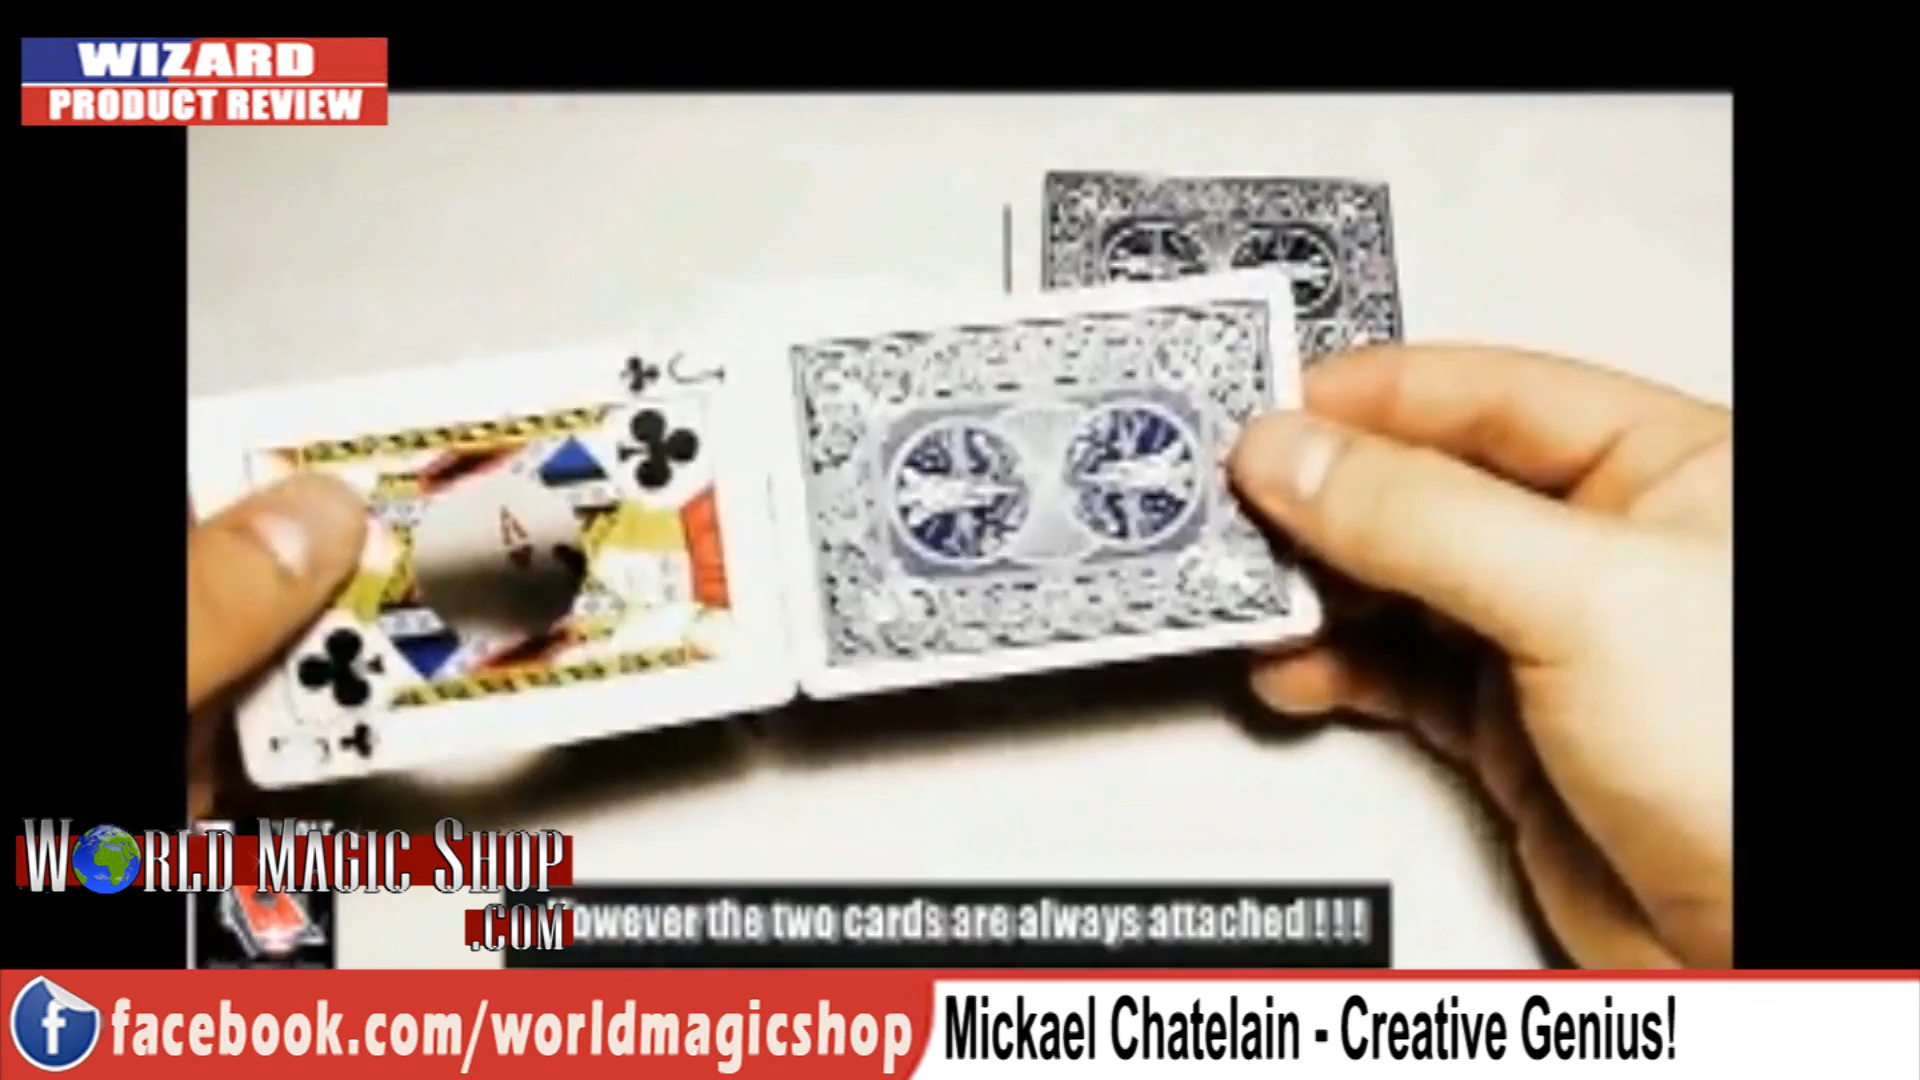 WIZARD
PRODUCT REVIEW
J
A
WORLD MAGIC SHOP
.COM
owever the two cards are always attached!!!
facebook.com/worldmagicshop
Mickael Chatelain - Creative Genius!